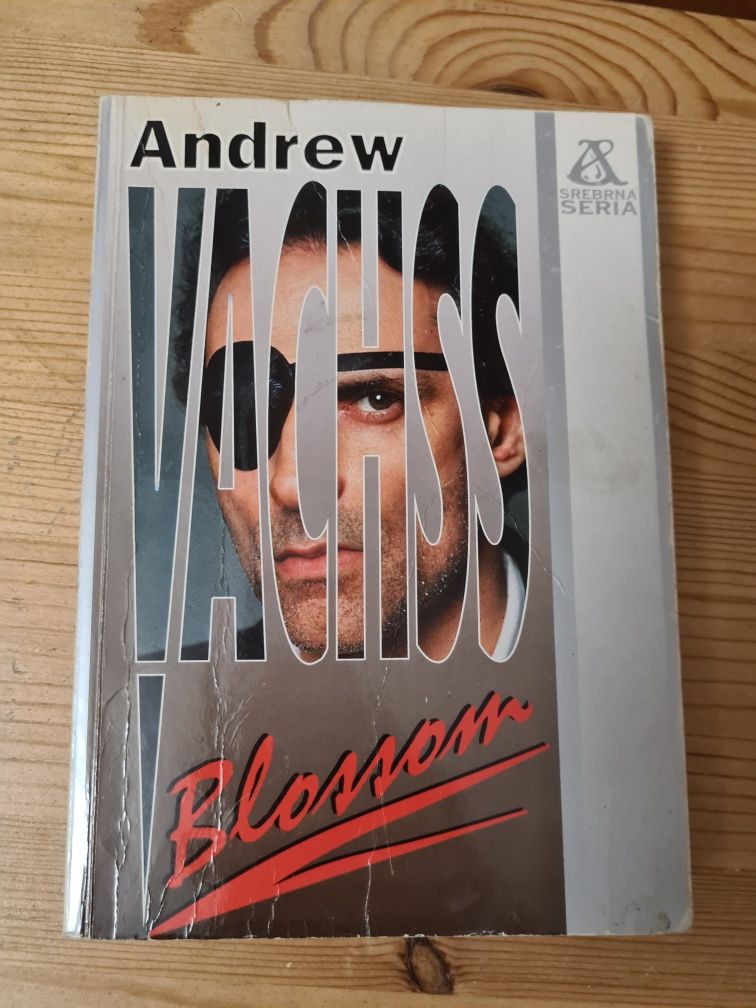 Andrew
VACHSS
Blossom
SREBRNA
SERIA